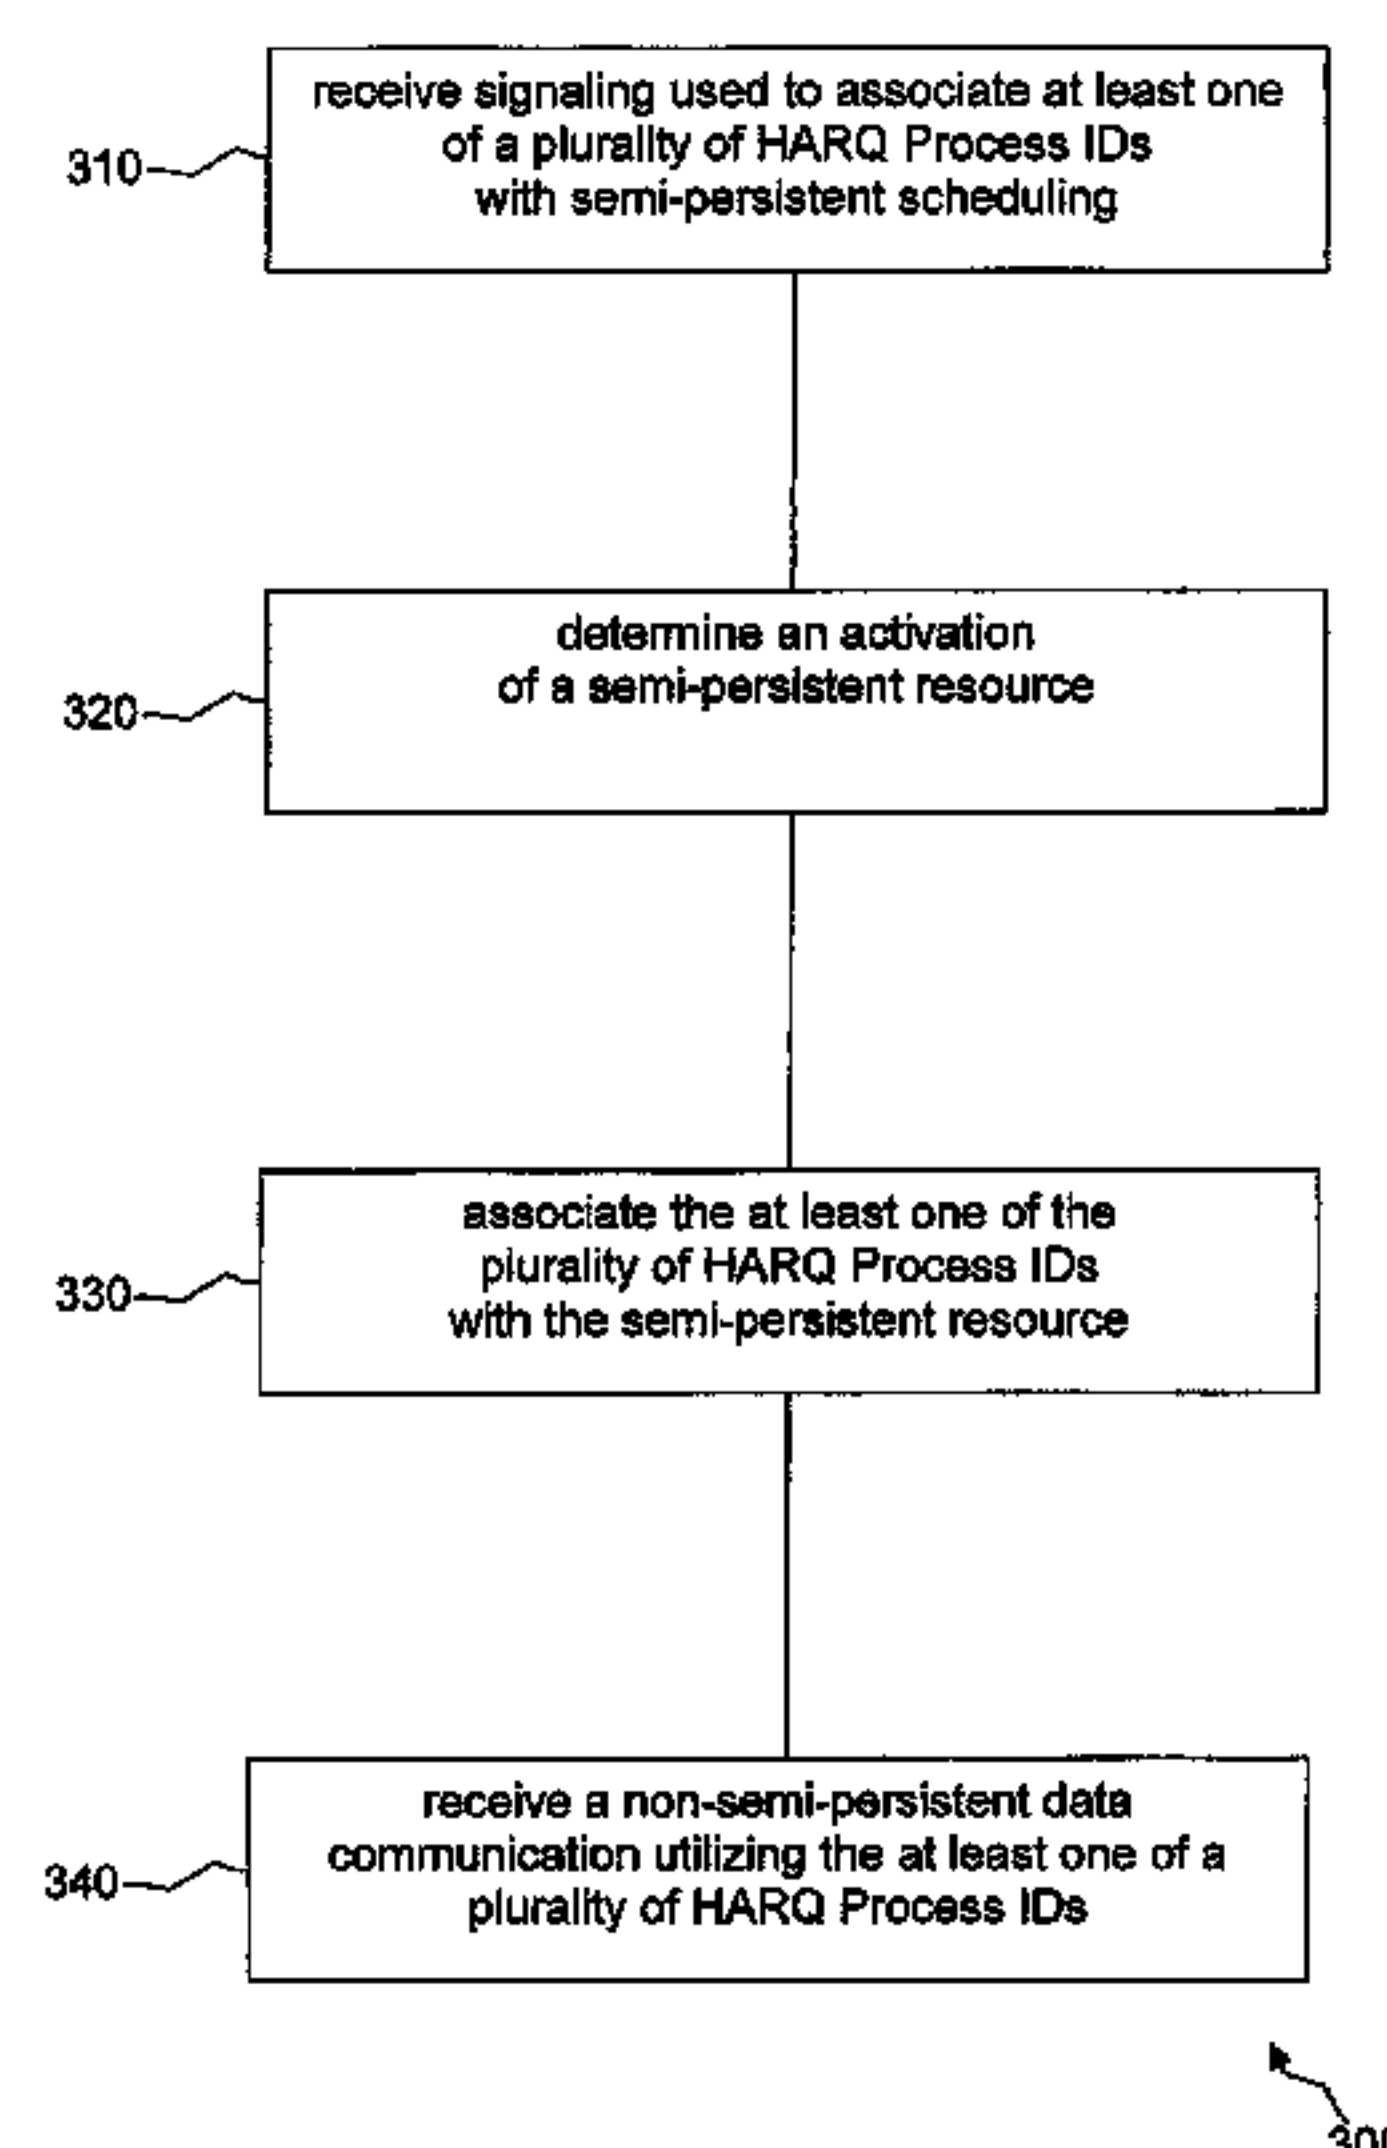 receive signaling used to associate at least one
of a plurality of HARQ Process IDs
with semi-persistent scheduling
310
determine an activation
of a semi-persistent resource
320
associate the at least one of the
plurality of HARQ Process IDs
with the semi-persistent resource
330
receive a non-semi-persistent data
communication utilizing the at least one of a
plurality of HARQ Process IDs
340